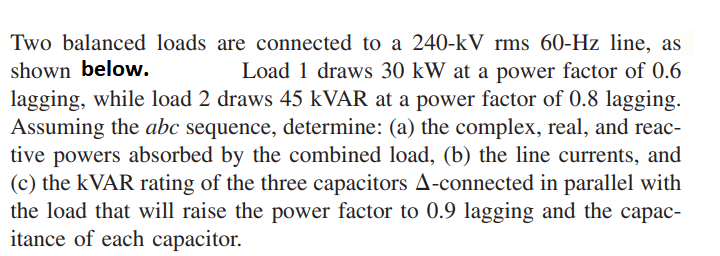 Two balanced loads are connected to a 240-kV rms 60-Hz line, as
shown below. Load 1 draws 30 kW at a power factor of 0.6
lagging, while load 2 draws 45 kVAR at a power factor of 0.8 lagging.
Assuming the abc sequence, determine: (a) the complex, real, and reac-
tive powers absorbed by the combined load, (b) the line currents, and
(c) the kVAR rating of the three capacitors Δ-connected in parallel with
the load that will raise the power factor to 0.9 lagging and the capac-
itance of each capacitor.